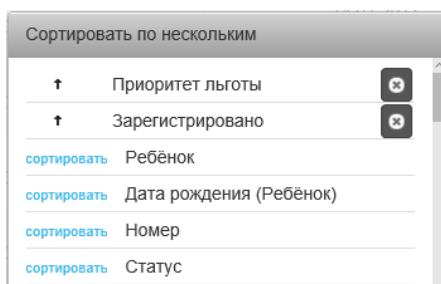 Сортировать по нескольким
Приоритет льготы
Зарегистрировано
сортировать Ребёнок
сортировать Дата рождения (Ребёнок)
сортировать Номер
сортировать Статус